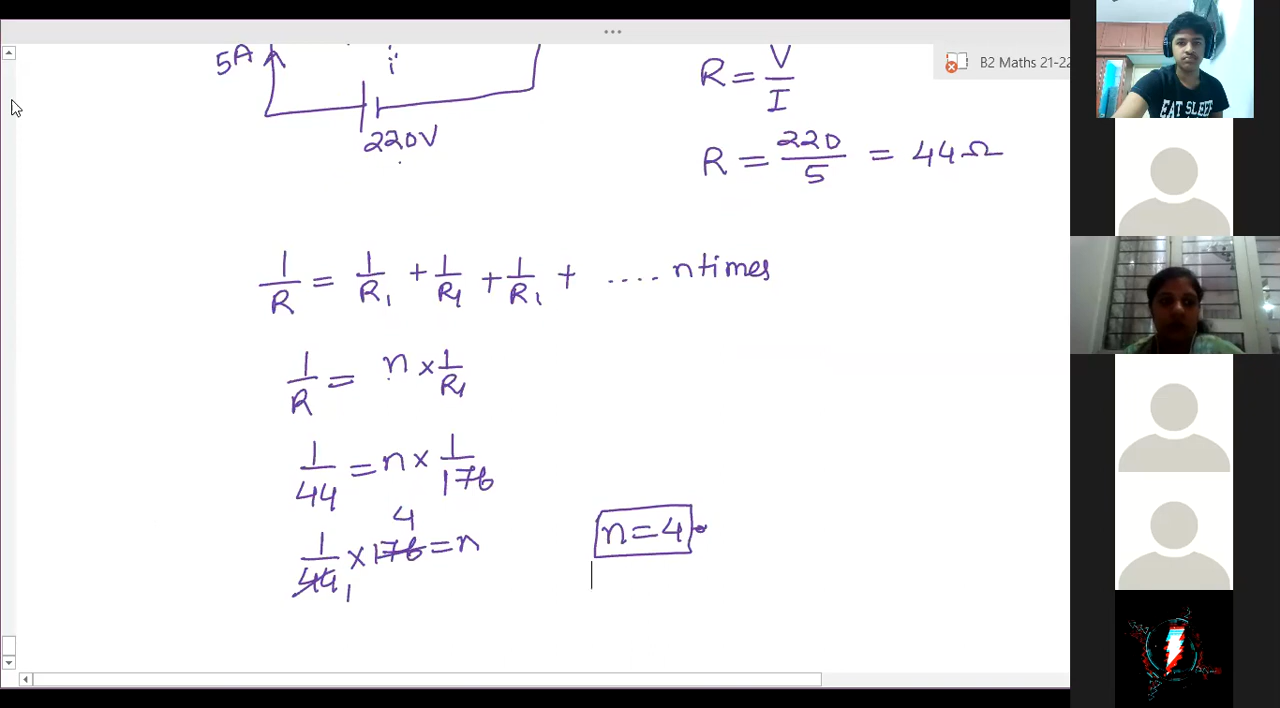 5A
220V
B2 Maths 21-22
R = V/I
R = 220/5 = 44Ω
1/R = 1/R₁ + 1/R₁ + 1/R₁ + .... n times
1/R = n × 1/R₁
1/44 = n × 1/176
4
1/44 × 176 = n
1
n = 4
EAT SLEEP